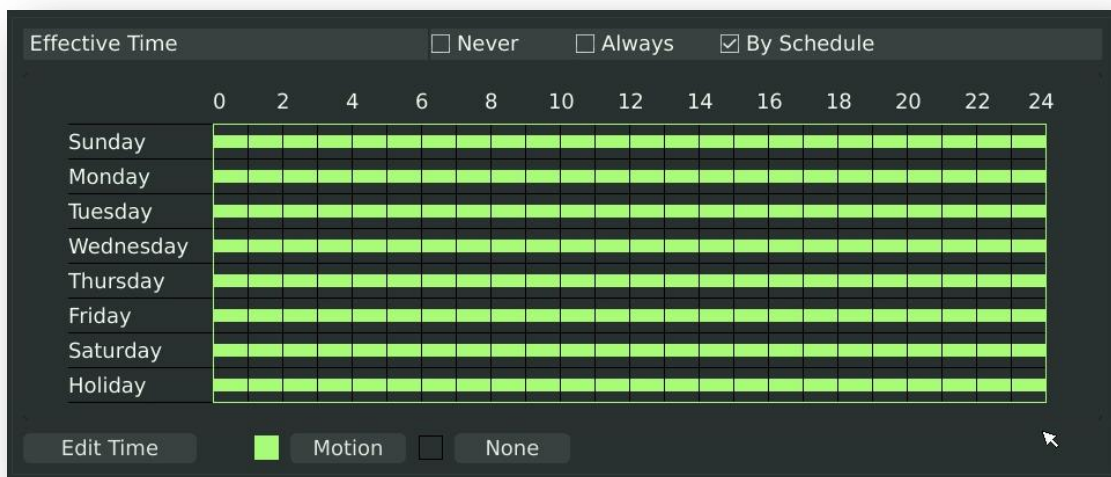 Effective Time Never Always By Schedule
0 2 4 6 8 10 12 14 16 18 20 22 24
Sunday
Monday
Tuesday
Wednesday
Thursday
Friday
Saturday
Holiday
Edit Time Motion None